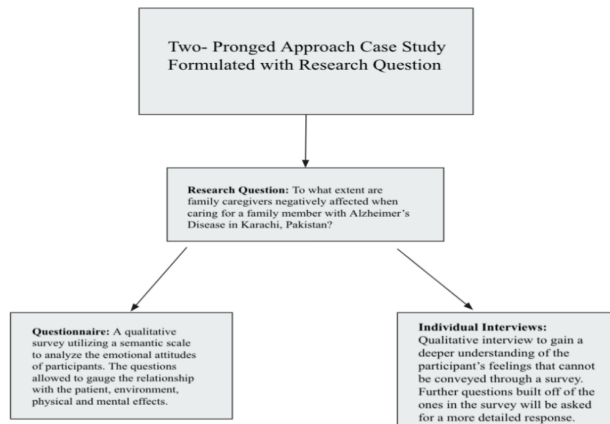 Two- Pronged Approach Case Study
Formulated with Research Question
Research Question: To what extent are
family caregivers negatively affected when
caring for a family member with Alzheimer's
Disease in Karachi, Pakistan?
Questionnaire: A qualitative
survey utilizing a semantic scale
to analyze the emotional attitudes
of participants. The questions
allowed to gauge the relationship
with the patient, environment,
physical and mental effects.
Individual Interviews:
Qualitative interview to gain a
deeper understanding of the
participant's feelings that cannot
be conveyed through a survey.
Further questions built off of the
ones in the survey will be asked
for a more detailed response.